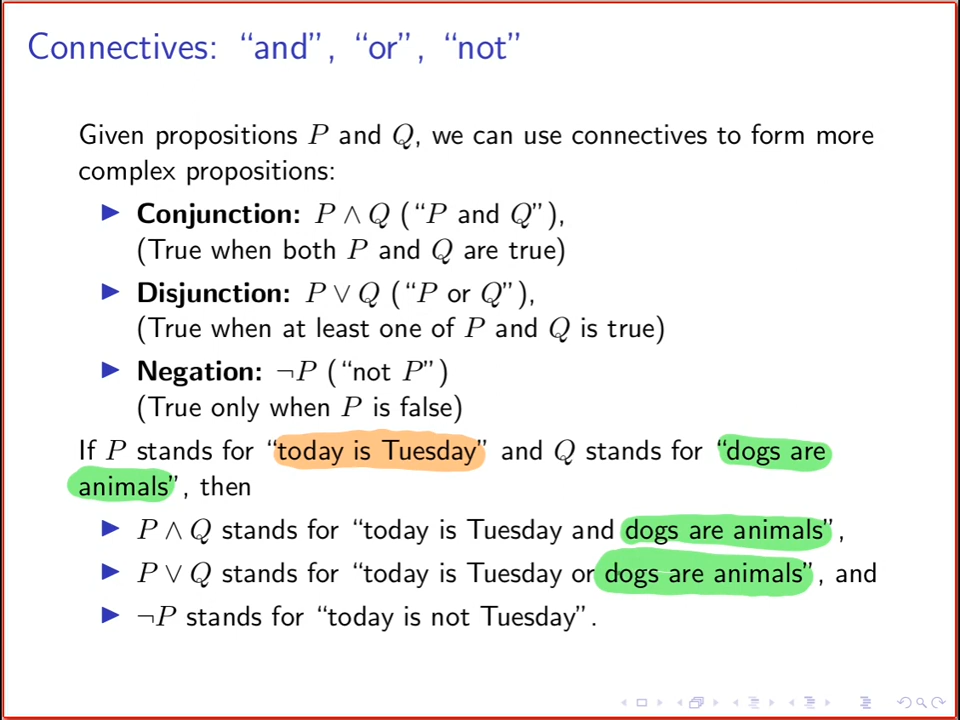 Connectives: “and”, “or”, “not”
Given propositions P and Q, we can use connectives to form more
complex propositions:
▶ Conjunction: P ∧ Q (“P and Q”),
(True when both P and Q are true)
▶ Disjunction: P ∨ Q (“P or Q”),
(True when at least one of P and Q is true)
▶ Negation: ¬P (“not P”)
(True only when P is false)
If P stands for “today is Tuesday” and Q stands for “dogs are
animals”, then
▶ P ∧ Q stands for “today is Tuesday and dogs are animals”,
▶ P ∨ Q stands for “today is Tuesday or dogs are animals”, and
▶ ¬P stands for “today is not Tuesday”.